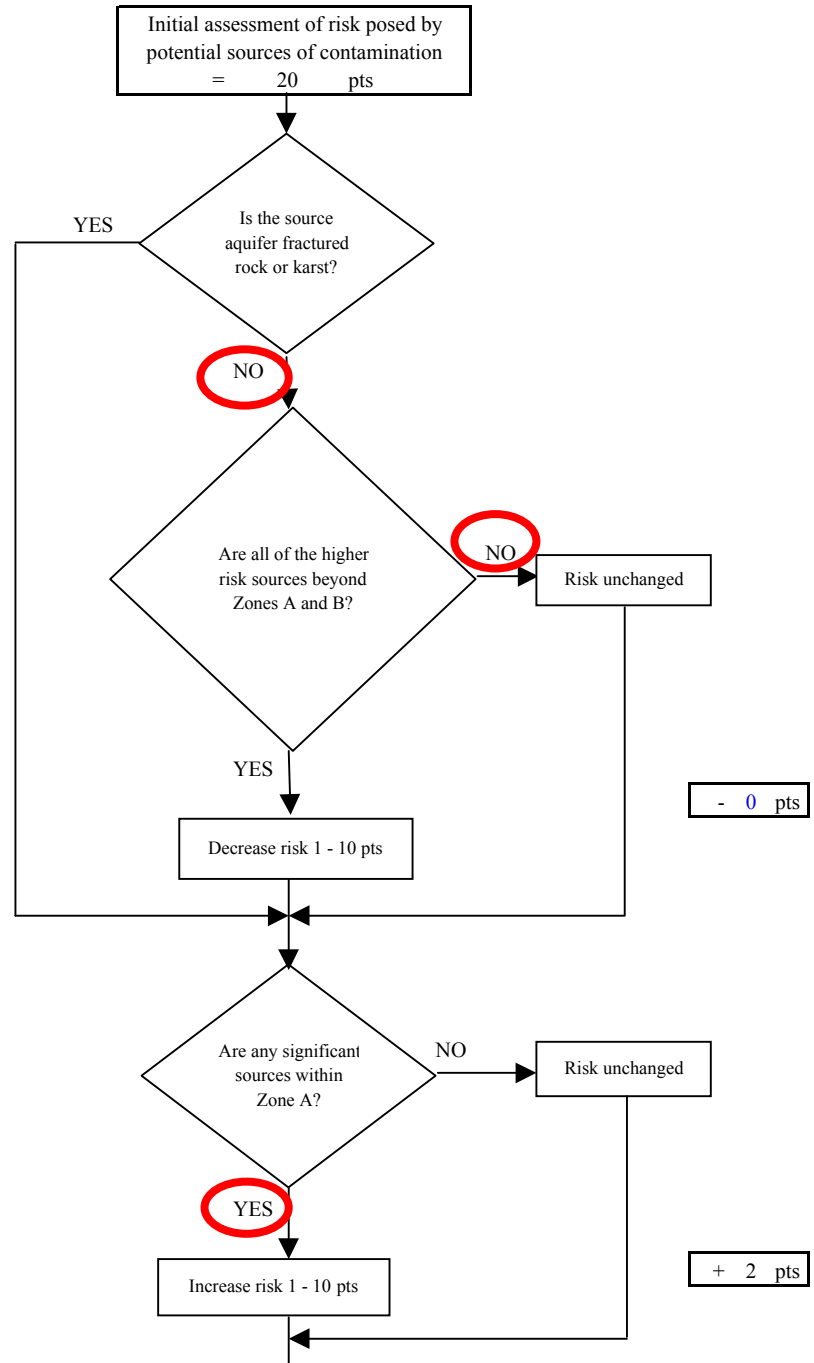 Initial assessment of risk posed by
potential sources of contamination
= 20 pts
YES
Is the source
aquifer fractured
rock or karst?
NO
Are all of the higher
risk sources beyond
Zones A and B?
NO
Risk unchanged
YES
- 0 pts
Decrease risk 1 - 10 pts
Are any significant
sources within
Zone A?
NO
Risk unchanged
YES
+ 2 pts
Increase risk 1 - 10 pts